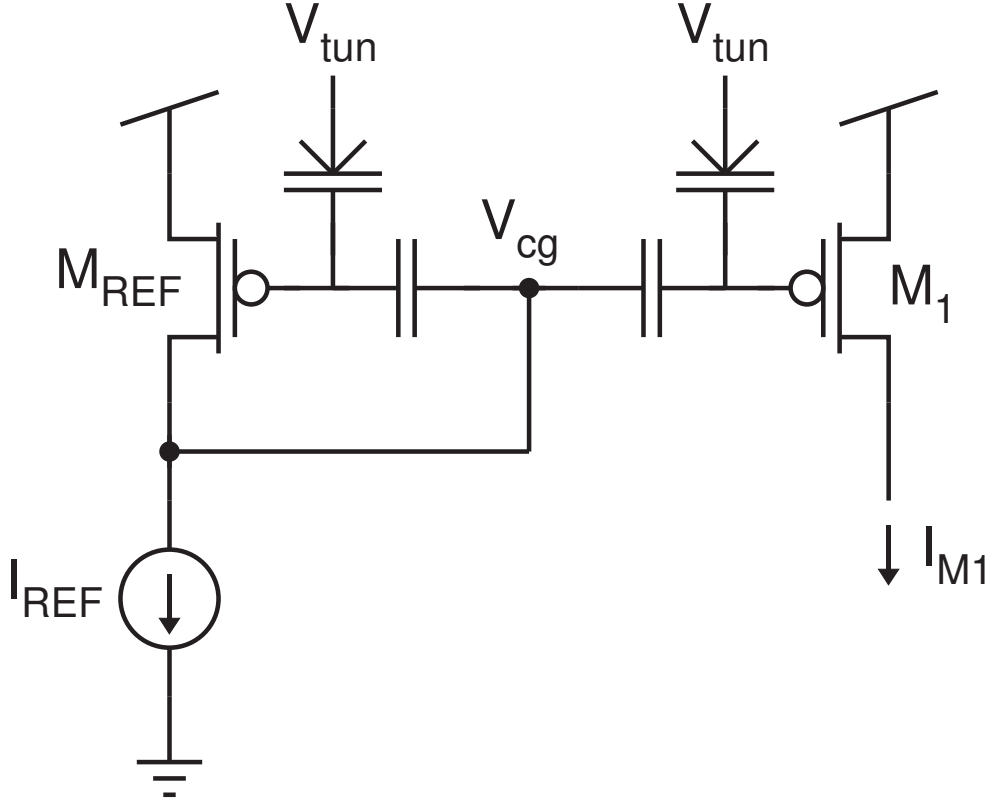 V_tun
V_tun
V_cg
M_REF
M_1
I_REF
I_M1